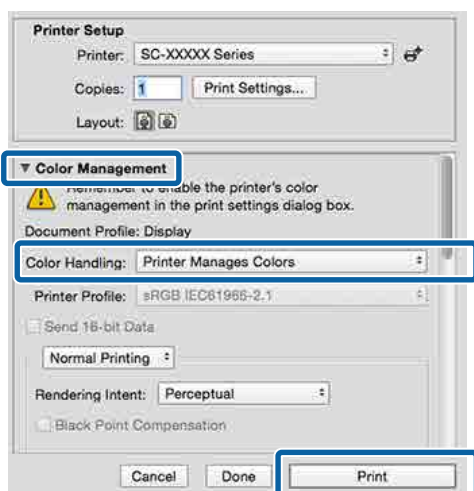 Printer Setup
Printer: SC-XXXXX Series
Copies: 1 Print Settings...
Layout:
▼ Color Management
Remember to enable the printer's color
management in the print settings dialog box.
Document Profile: Display
Color Handling: Printer Manages Colors
Printer Profile: sRGB IEC61966-2.1
Send 16-bit Data
Normal Printing
Rendering Intent: Perceptual
Black Point Compensation
Cancel Done Print